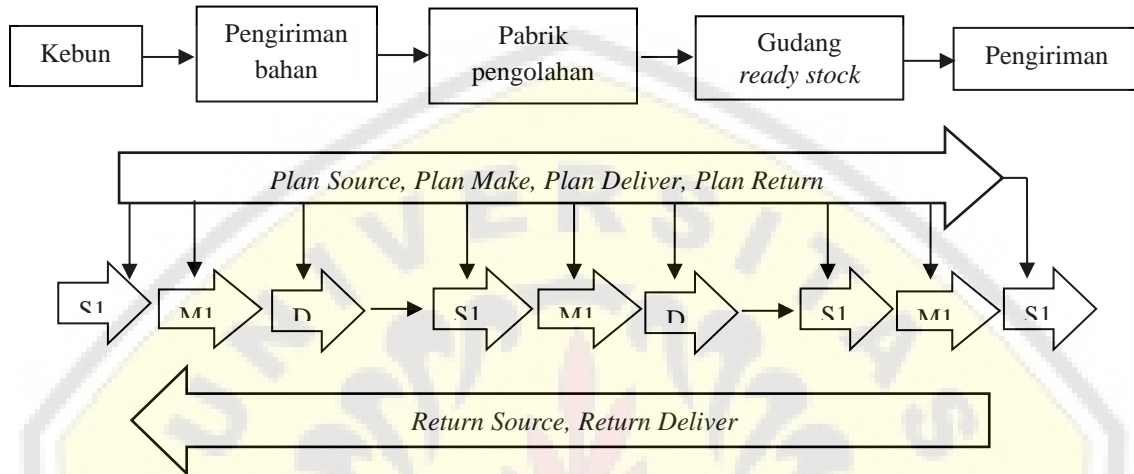 Kebun
Pengiriman
bahan
Pabrik
pengolahan
Gudang
ready stock
Pengiriman
Plan Source, Plan Make, Plan Deliver, Plan Return
S1
M1
D
S1
M1
D
S1
M1
S1
Return Source, Return Deliver
UNIVERSITAS